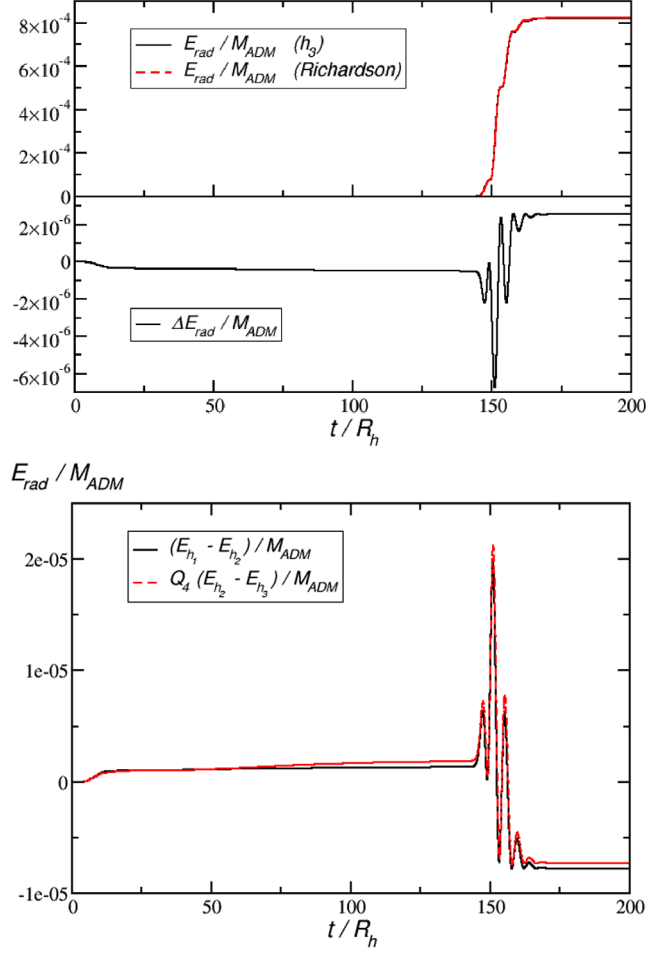 8×10⁻⁴
E_rad / M_ADM (h₃)
E_rad / M_ADM (Richardson)
6×10⁻⁴
4×10⁻⁴
2×10⁻⁴
0
2×10⁻⁶
0
-2×10⁻⁶
ΔE_rad / M_ADM
-4×10⁻⁶
-6×10⁻⁶
0 50 100 150 200
t / R_h
E_rad / M_ADM
(E_h₁ - E_h₂) / M_ADM
2e-05
Q₄ (E_h₂ - E_h₃) / M_ADM
1e-05
0
-1e-05
0 50 100 150 200
t / R_h